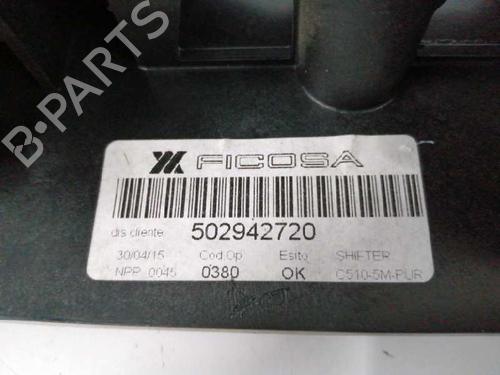 B-PARTS
FICOSA
dis.cliente 502942720
30/04/15 Cod.Op Esito SHIFTER
NPP 0045 0380 OK C510-5M-PUR